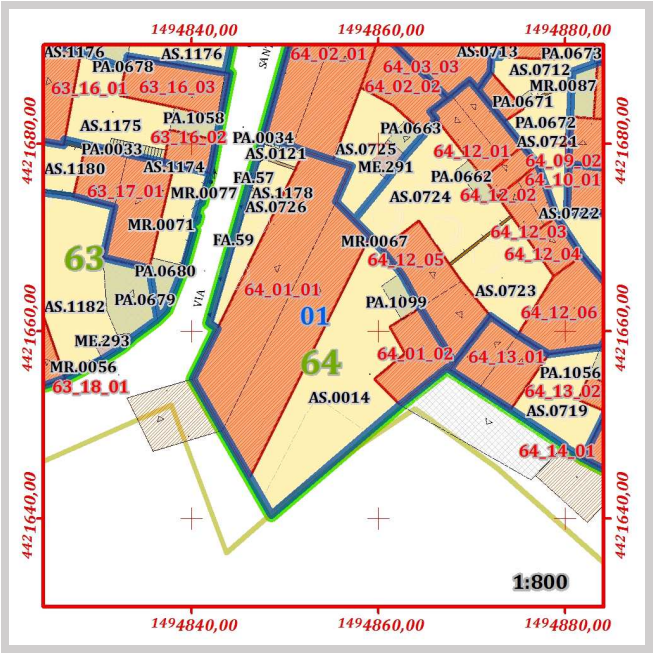 1494840,00 1494860,00 1494880,00
AS.1176 AS.1176 SAN 64_02_01 AS.0713 PA.0673
PA.0678 64_03_03 AS.0712
63_16_01 63_16_03 64_02_02 MR.0087
PA.0671
AS.1175 PA.1058 PA.0663 PA.0672
4421680,00 63_16_02 PA.0034 AS.0721 4421680,00
PA.0033 AS.0121 AS.0725 64_12_01 64_09_02
AS.1180 AS.1174 ME.291
FA.57 PA.0662 64_10_01
63_17_01 MR.0077 AS.1178 AS.0724 64_12_02
AS.0726 AS.0722
MR.0071 FA.59 MR.0067 64_12_03
63 64_12_05 64_12_04
PA.0680
AS.1182 PA.0679 VIA 64_01_01 PA.1099 AS.0723
4421660,00 01 64_12_06 4421660,00
ME.293 64 64_01_02 64_13_01
MR.0056 PA.1056
63_18_01 AS.0014 64_13_02
AS.0719
64_14_01
4421640,00 4421640,00
1:800
1494840,00 1494860,00 1494880,00